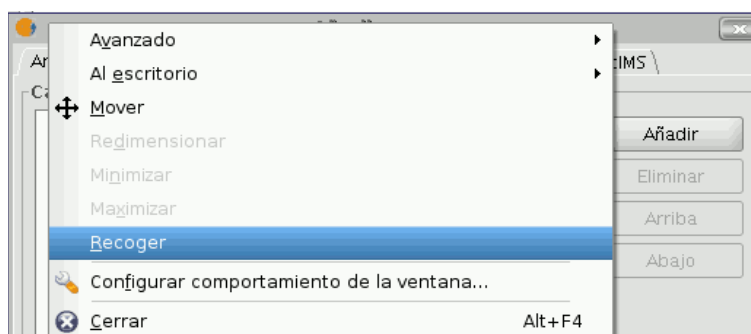 Avanzado
Al escritorio
Mover
Redimensionar
Minimizar
Maximizar
Recoger
Configurar comportamiento de la ventana...
Cerrar Alt+F4
Añadir
Eliminar
Arriba
Abajo